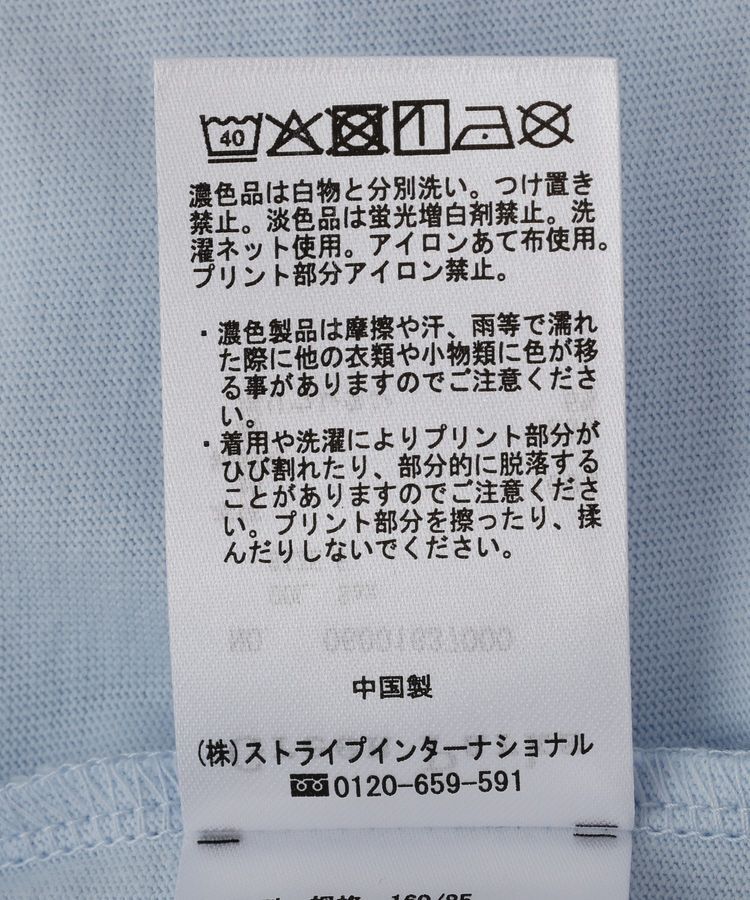 40
濃色品は白物と分別洗い。つけ置き
禁止。淡色品は蛍光増白剤禁止。洗
濯ネット使用。アイロンあて布使用。
プリント部分アイロン禁止。
・濃色製品は摩擦や汗、雨等で濡れ
た際に他の衣類や小物類に色が移
る事がありますのでご注意くださ
い。
・着用や洗濯によりプリント部分が
ひび割れたり、部分的に脱落する
ことがありますのでご注意くださ
い。プリント部分を擦ったり、揉
んだりしないでください。
NO 06001637000
中国製
(株)ストライプインターナショナル
0120-659-591
160/85